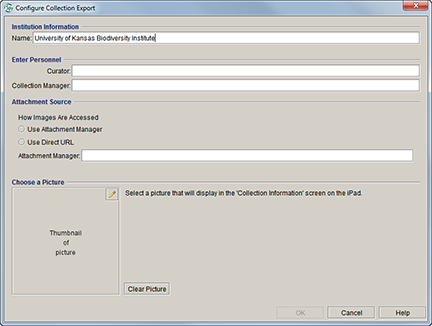 Configure Collection Export
Institution Information
Name: University of Kansas Biodiversity Institute
Enter Personnel
Curator:
Collection Manager:
Attachment Source
How Images Are Accessed
Use Attachment Manager
Use Direct URL
Attachment Manager:
Choose a Picture
Select a picture that will display in the 'Collection Information' screen on the iPad.
Thumbnail
of
picture
Clear Picture
OK Cancel Help